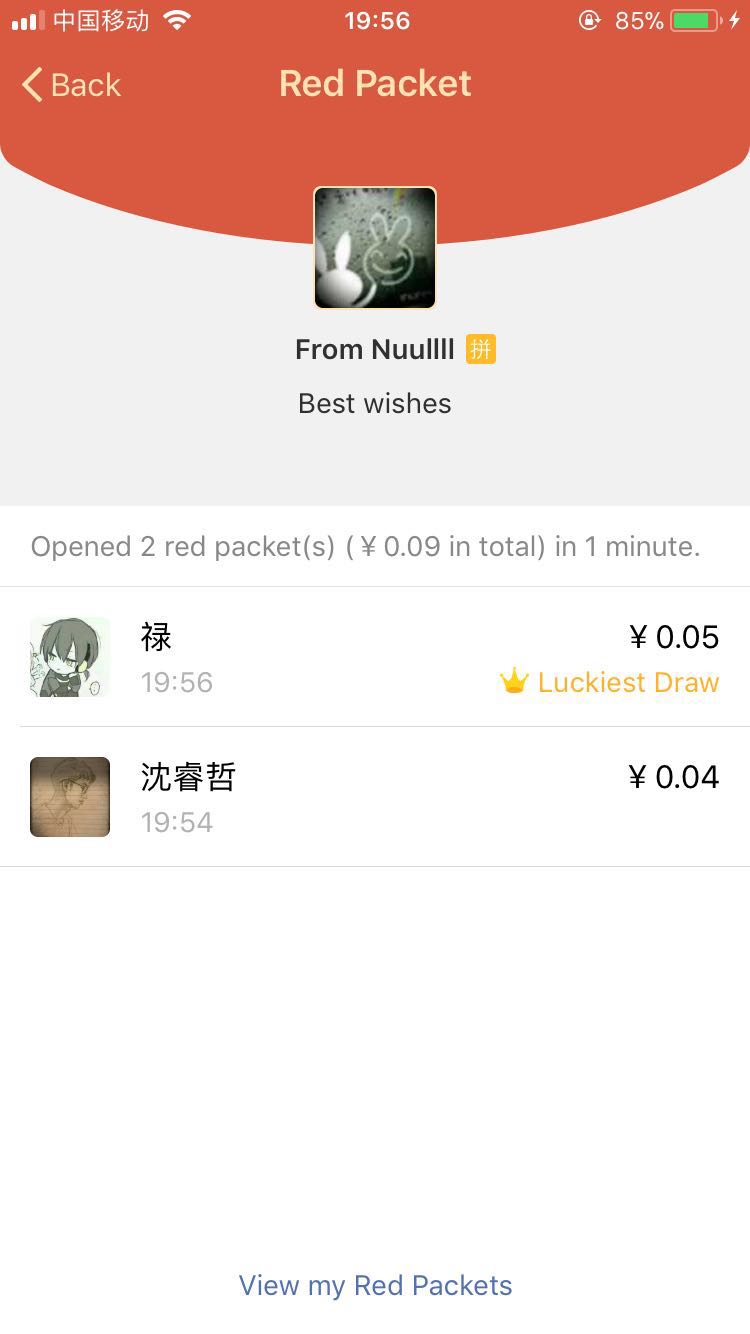 中国移动 19:56 85%
Back Red Packet
From Nuullll 拼
Best wishes
Opened 2 red packet(s) (¥ 0.09 in total) in 1 minute.
禄 ¥ 0.05
19:56 Luckiest Draw
沈睿哲 ¥ 0.04
19:54
View my Red Packets